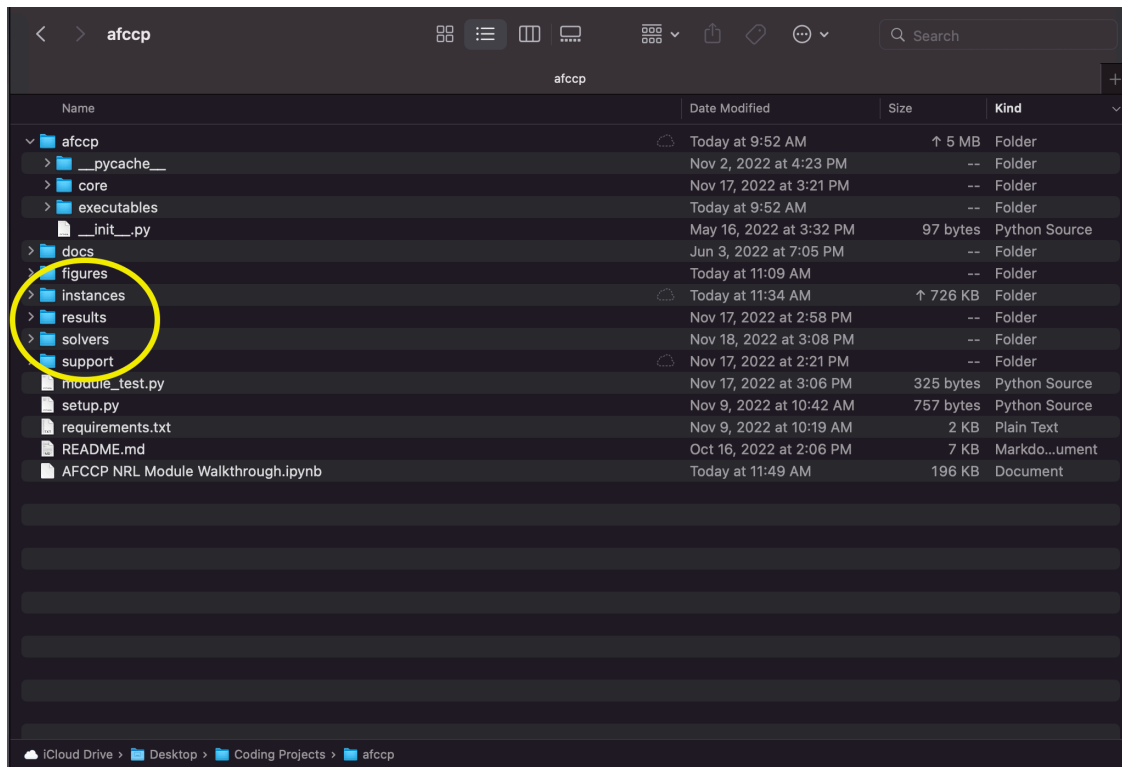 afccp
Search
afccp
+
Name Date Modified Size Kind
afccp Today at 9:52 AM ↑ 5 MB Folder
__pycache__ Nov 2, 2022 at 4:23 PM -- Folder
core Nov 17, 2022 at 3:21 PM -- Folder
executables Today at 9:52 AM -- Folder
__init__.py May 16, 2022 at 3:32 PM 97 bytes Python Source
docs Jun 3, 2022 at 7:05 PM -- Folder
figures Today at 11:09 AM -- Folder
instances Today at 11:34 AM ↑ 726 KB Folder
results Nov 17, 2022 at 2:58 PM -- Folder
solvers Nov 18, 2022 at 3:08 PM -- Folder
support Nov 17, 2022 at 2:21 PM -- Folder
module_test.py Nov 17, 2022 at 3:06 PM 325 bytes Python Source
setup.py Nov 9, 2022 at 10:42 AM 757 bytes Python Source
requirements.txt Nov 9, 2022 at 10:19 AM 2 KB Plain Text
README.md Oct 16, 2022 at 2:06 PM 7 KB Markdo...ument
AFCCP NRL Module Walkthrough.ipynb Today at 11:49 AM 196 KB Document
iCloud Drive › Desktop › Coding Projects › afccp